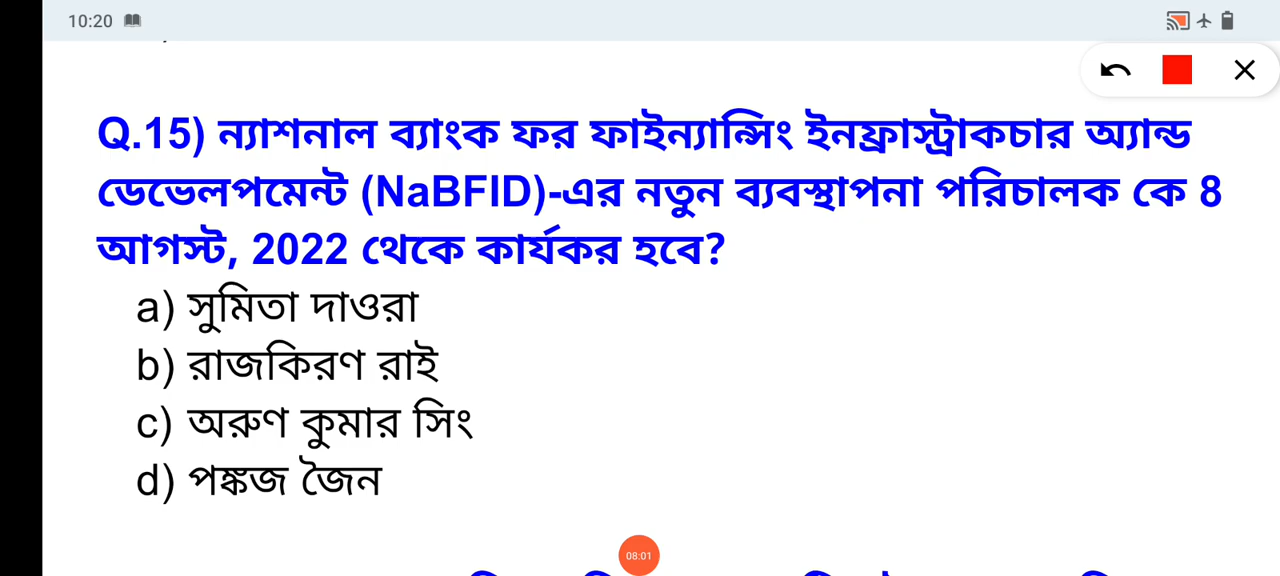 10:20
Q.15) ন্যাশনাল ব্যাংক ফর ফাইন্যান্সিং ইনফ্রাস্ট্রাকচার অ্যান্ড
ডেভেলপমেন্ট (NaBFID)-এর নতুন ব্যবস্থাপনা পরিচালক কে 8
আগস্ট, 2022 থেকে কার্যকর হবে?
a) সুমিতা দাওরা
b) রাজকিরণ রাই
c) অরুণ কুমার সিং
d) পঙ্কজ জৈন
08:01